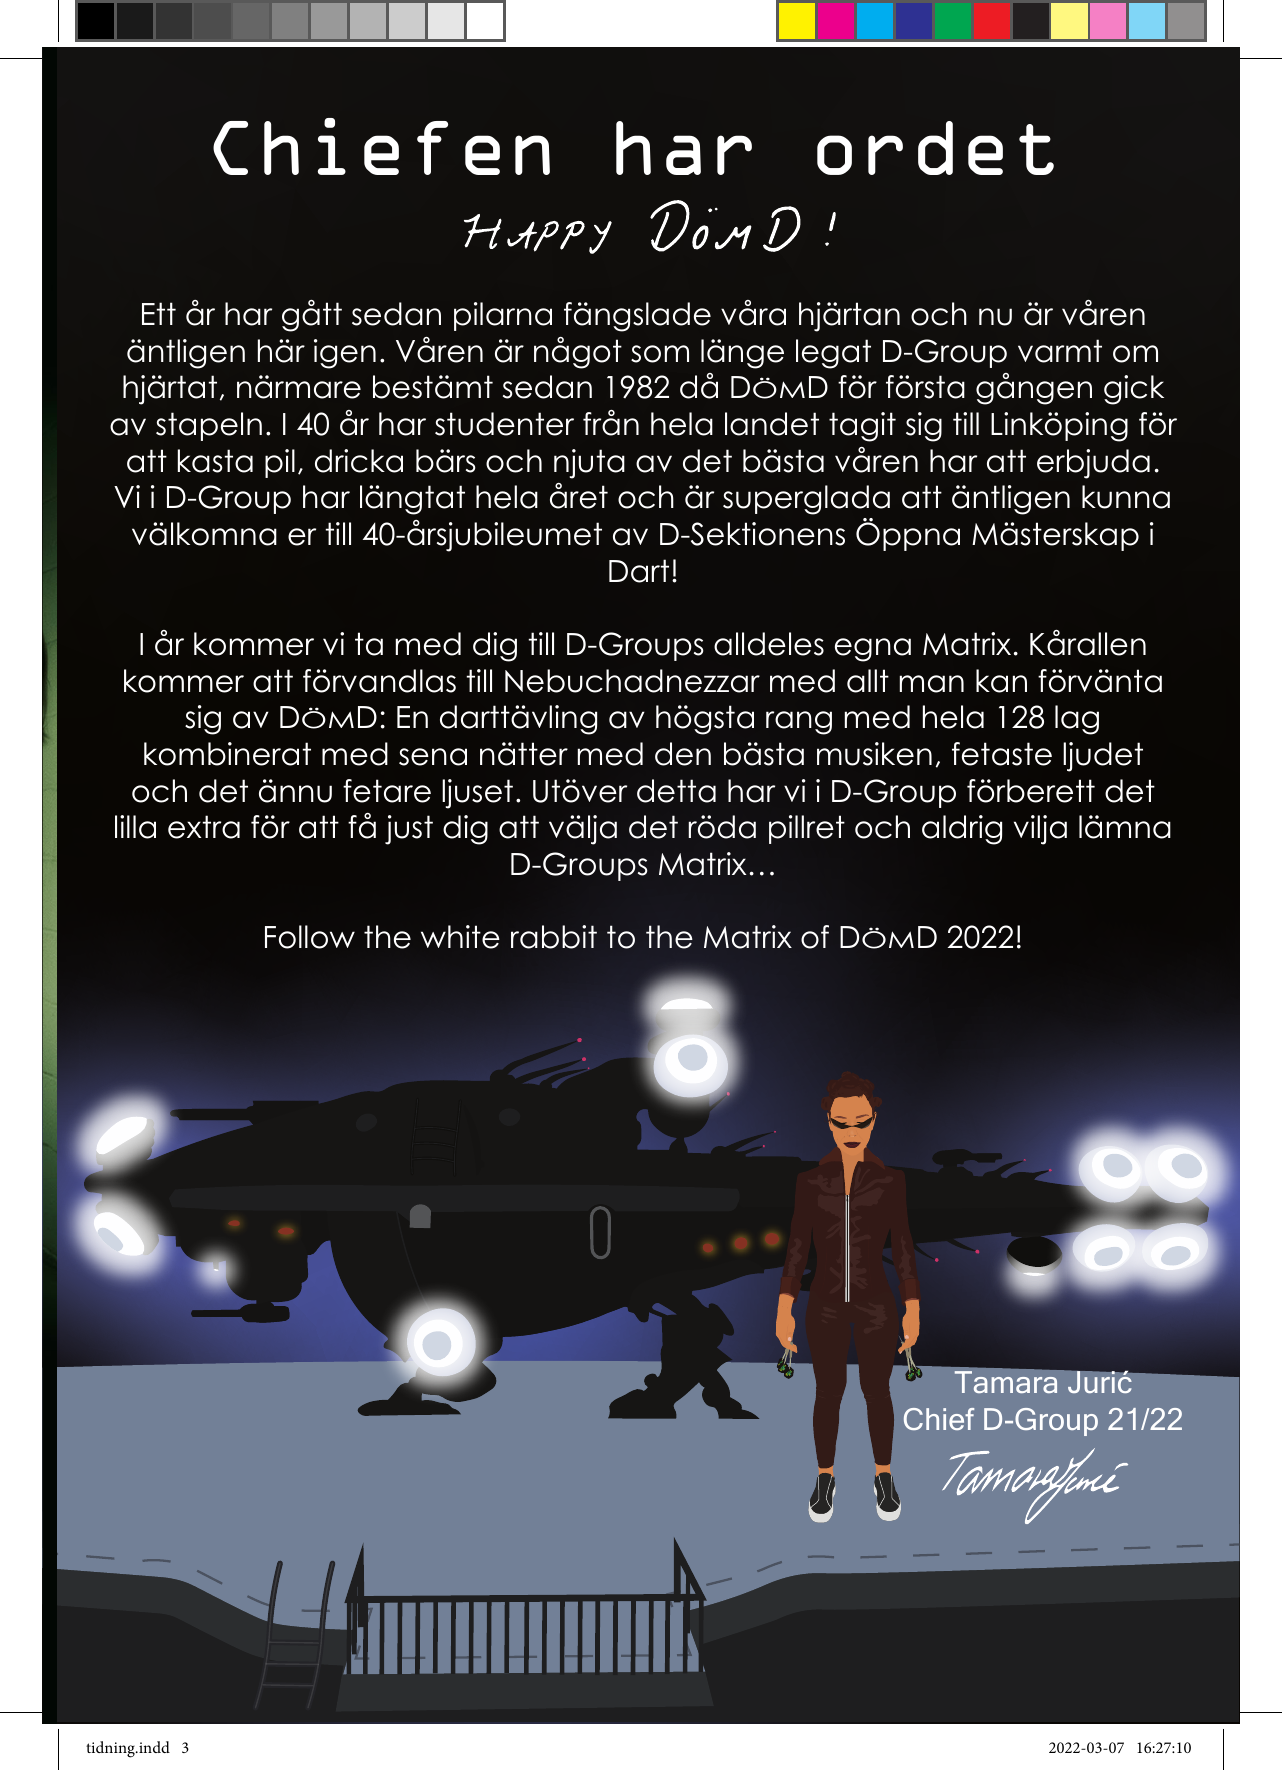 Chiefen har ordet
HAPPY DÖMD!
Ett år har gått sedan pilarna fängslade våra hjärtan och nu är våren
äntligen här igen. Våren är något som länge legat D-Group varmt om
hjärtat, närmare bestämt sedan 1982 då DÖMD för första gången gick
av stapeln. I 40 år har studenter från hela landet tagit sig till Linköping för
att kasta pil, dricka bärs och njuta av det bästa våren har att erbjuda.
Vi i D-Group har längtat hela året och är superglada att äntligen kunna
välkomna er till 40-årsjubileumet av D-Sektionens Öppna Mästerskap i
Dart!
I år kommer vi ta med dig till D-Groups alldeles egna Matrix. Kårallen
kommer att förvandlas till Nebuchadnezzar med allt man kan förvänta
sig av DÖMD: En darttävling av högsta rang med hela 128 lag
kombinerat med sena nätter med den bästa musiken, fetaste ljudet
och det ännu fetare ljuset. Utöver detta har vi i D-Group förberett det
lilla extra för att få just dig att välja det röda pillret och aldrig vilja lämna
D-Groups Matrix…
Follow the white rabbit to the Matrix of DÖMD 2022!
Tamara Jurić
Chief D-Group 21/22
Tamara Jurić
tidning.indd 3
2022-03-07 16:27:10